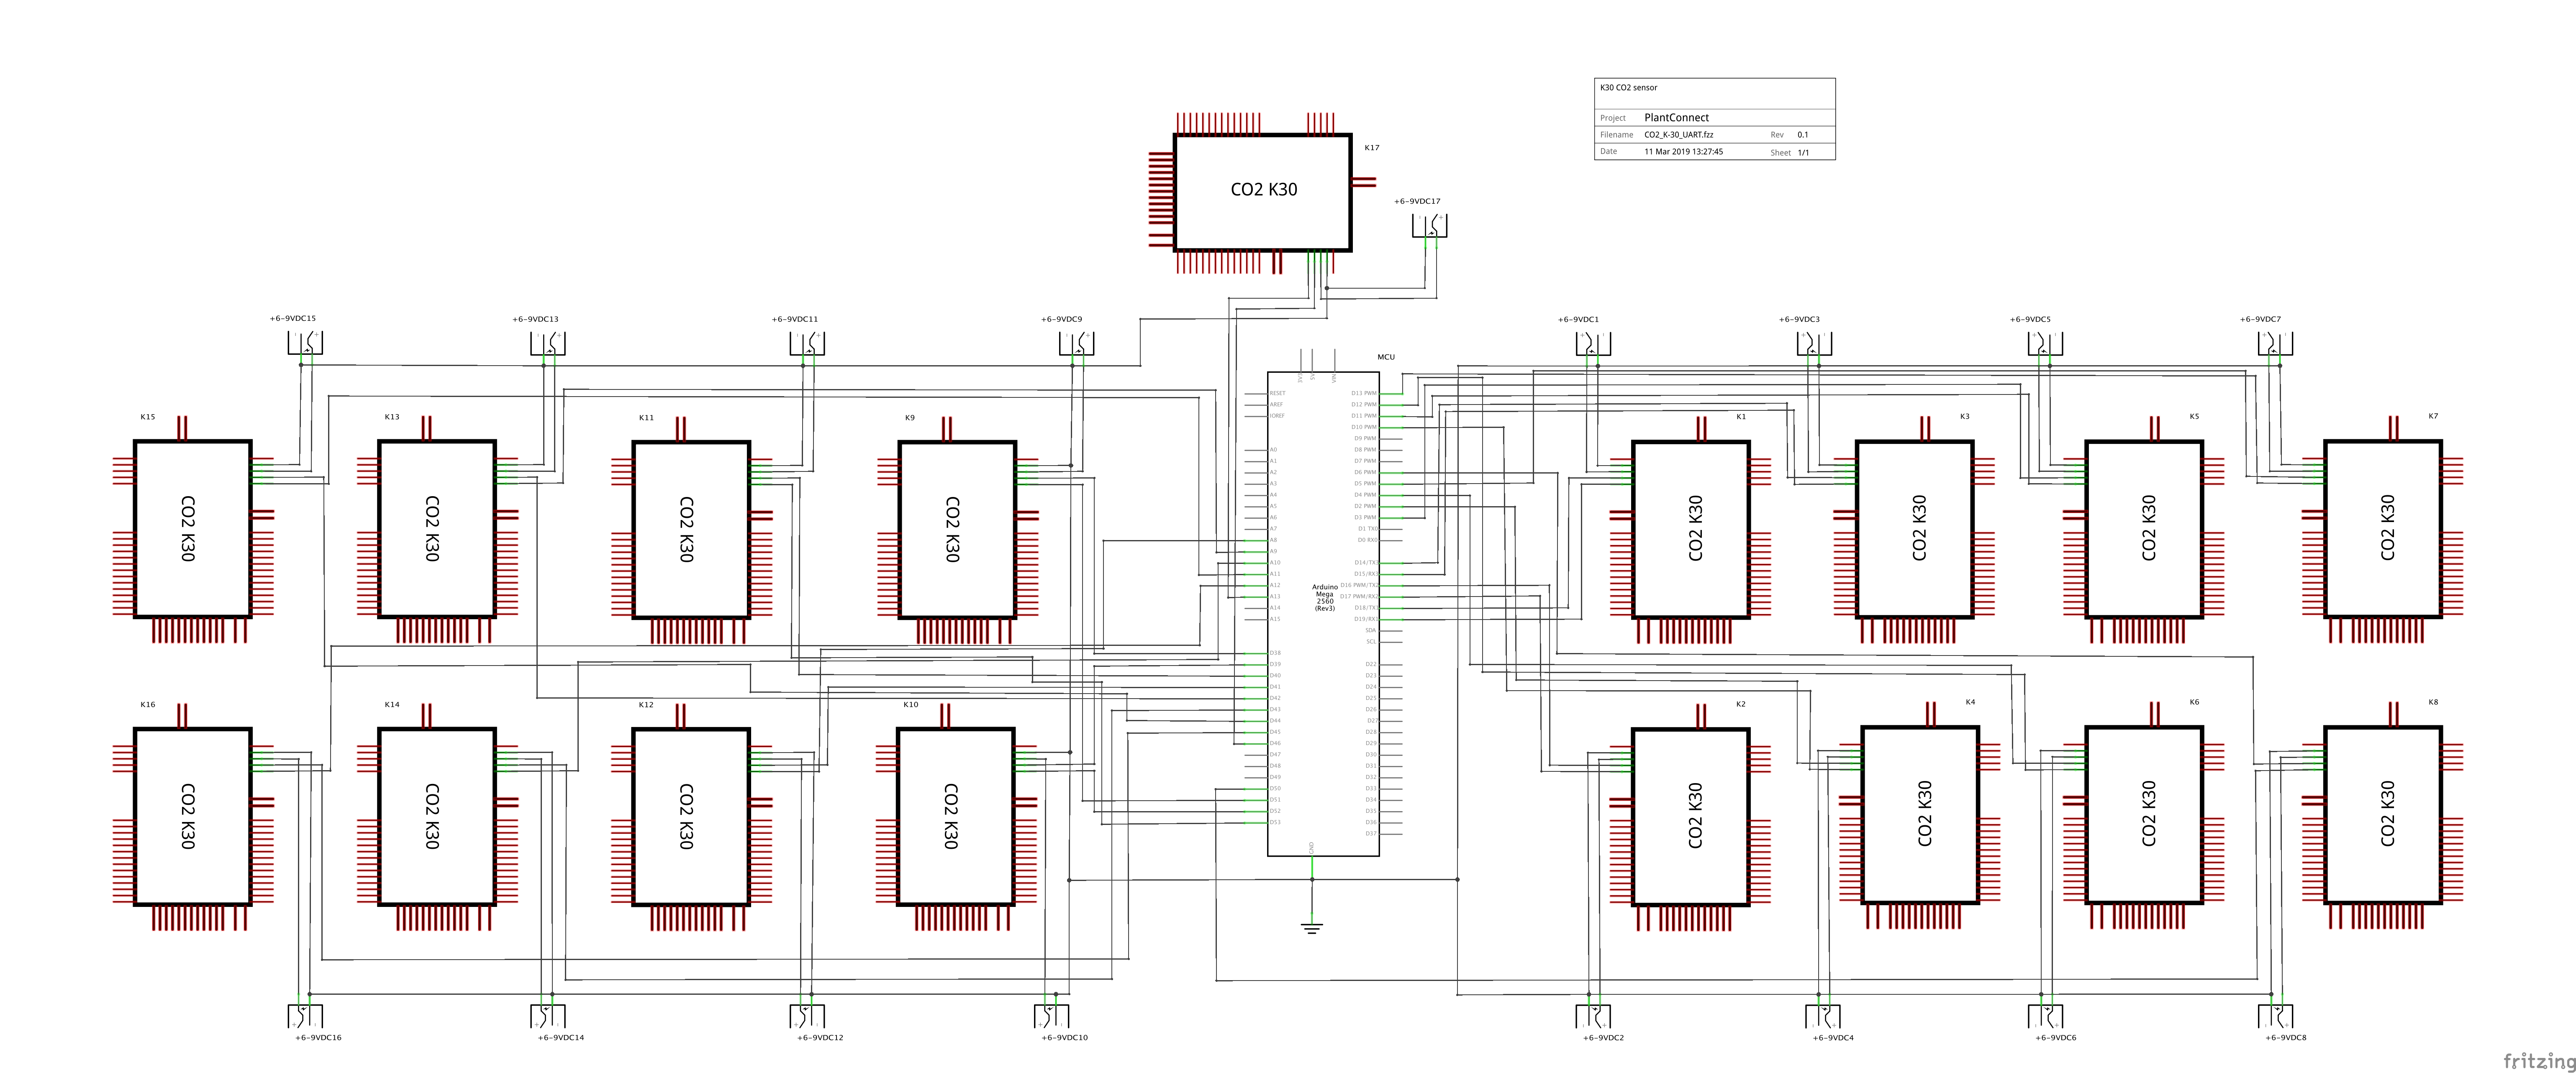 K30 CO2 sensor
Project PlantConnect
Filename CO2_K-30_UART.fzz Rev 0.1
Date 11 Mar 2019 13:27:45 Sheet 1/1
K17
CO2 K30
+6-9VDC17
+6-9VDC15
+6-9VDC13
+6-9VDC11
+6-9VDC9
+6-9VDC1
+6-9VDC3
+6-9VDC5
+6-9VDC7
MCU
K15
K13
K11
K9
K1
K3
K5
K7
CO2 K30
CO2 K30
CO2 K30
CO2 K30
CO2 K30
CO2 K30
CO2 K30
CO2 K30
5V
VIN
RESET
AREF
IOREF
A0
A1
A2
A3
A4
A5
A6
A7
A8
A9
A10
A11
A12
A13
A14
A15
D38
D39
D40
D41
D42
D43
D44
D45
D46
D47
D48
D49
D50
D51
D52
D53
D13 PWM
D12 PWM
D11 PWM
D10 PWM
D9 PWM
D8 PWM
D7 PWM
D6 PWM
D5 PWM
D4 PWM
D2 PWM
D3 PWM
D1 TX0
D0 RX0
D14/TX3
D15/RX3
D16 PWM/TX2
D17 PWM/RX2
D18/TX1
D19/RX1
SDA
SCL
D22
D23
D24
D25
D26
D27
D28
D29
D30
D31
D32
D33
D34
D35
D36
D37
GND
Arduino
Mega
2560
(Rev3)
K16
K14
K12
K10
K2
K4
K6
K8
CO2 K30
CO2 K30
CO2 K30
CO2 K30
CO2 K30
CO2 K30
CO2 K30
CO2 K30
+6-9VDC16
+6-9VDC14
+6-9VDC12
+6-9VDC10
+6-9VDC2
+6-9VDC4
+6-9VDC6
+6-9VDC8
fritzing